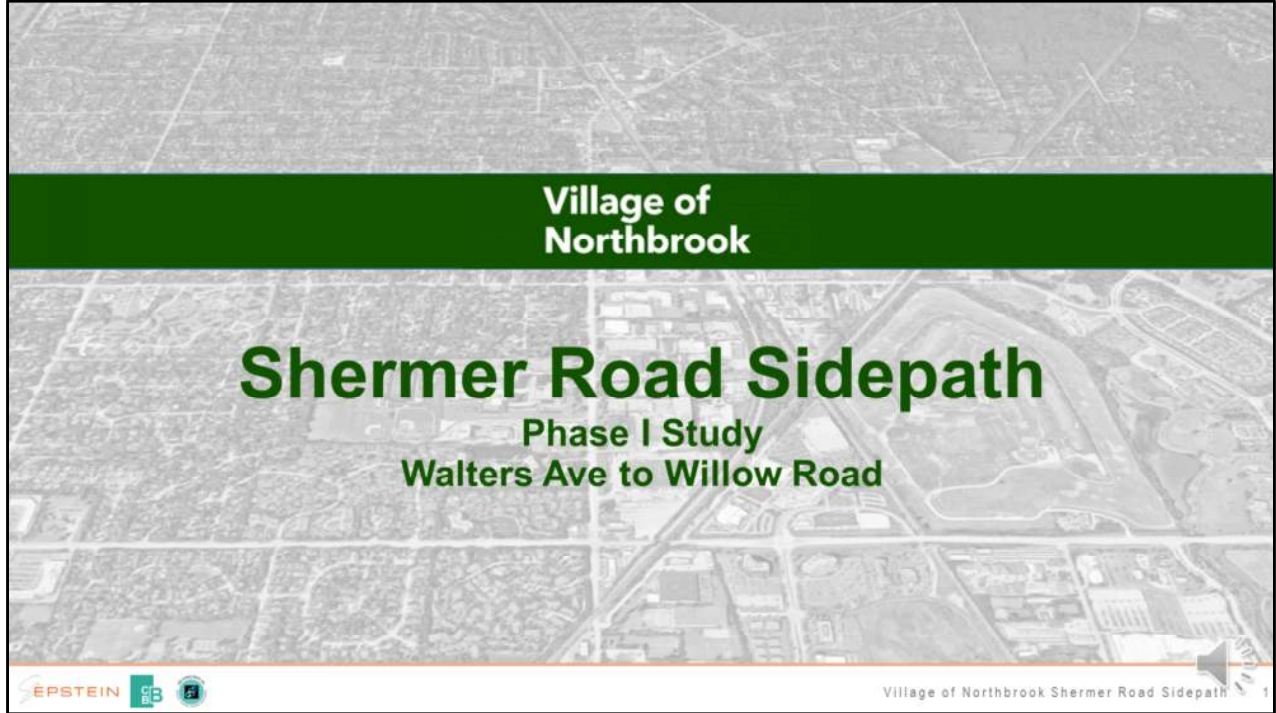 Village of
Northbrook
Shermer Road Sidepath
Phase I Study
Walters Ave to Willow Road
EPSTEIN
Village of Northbrook Shermer Road Sidepath 1